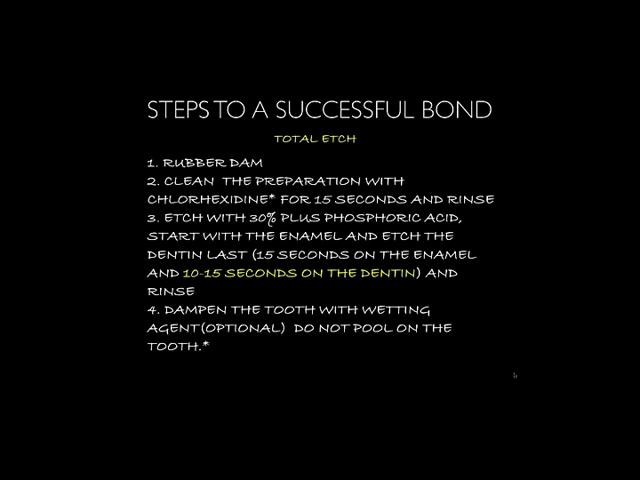 STEPS TO A SUCCESSFUL BOND
TOTAL ETCH
1. RUBBER DAM
2. CLEAN THE PREPARATION WITH
CHLORHEXIDINE* FOR 15 SECONDS AND RINSE
3. ETCH WITH 30% PLUS PHOSPHORIC ACID,
START WITH THE ENAMEL AND ETCH THE
DENTIN LAST (15 SECONDS ON THE ENAMEL
AND 10-15 SECONDS ON THE DENTIN) AND
RINSE
4. DAMPEN THE TOOTH WITH WETTING
AGENT(OPTIONAL) DO NOT POOL ON THE
TOOTH.*